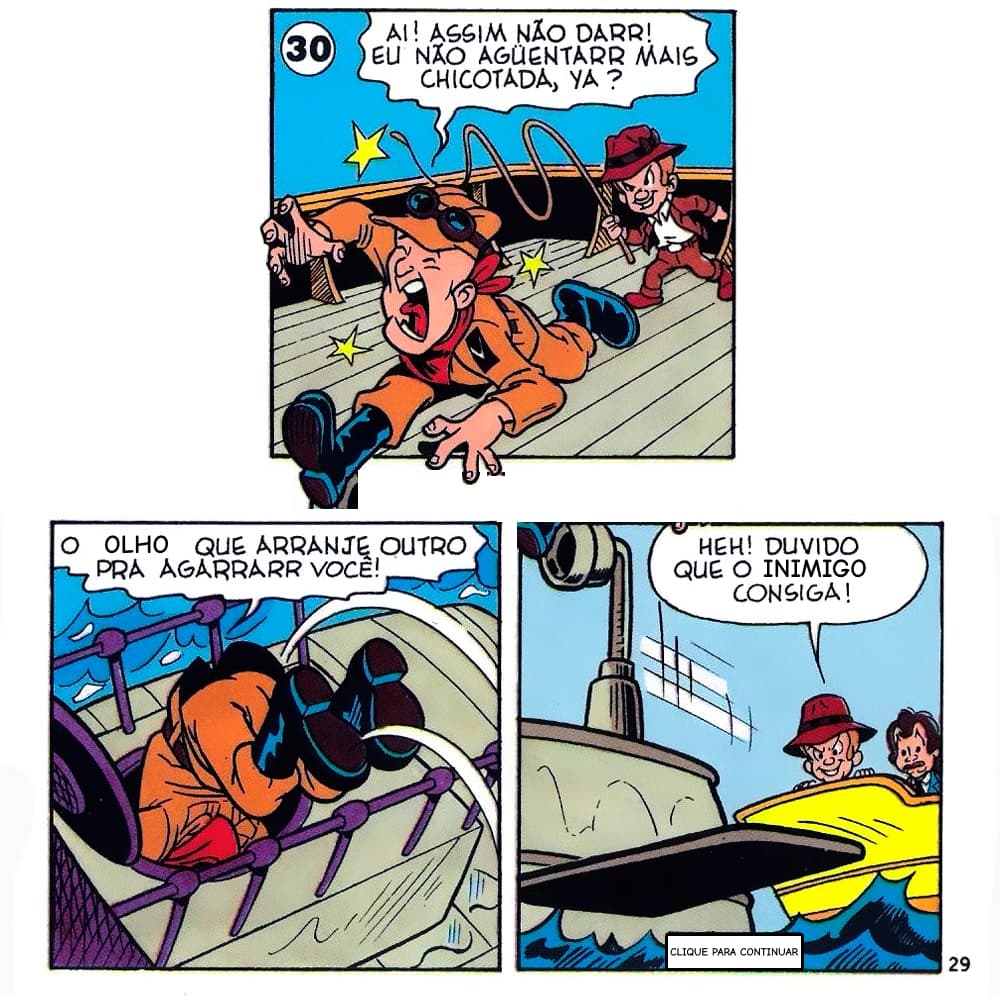 30
AI! ASSIM NÃO DARR!
EU NÃO AGÜENTARR MAIS
CHICOTADA, YA?
O OLHO QUE ARRANJE OUTRO
PRA AGARRARR VOCÊ!
HEH! DUVIDO
QUE O INIMIGO
CONSIGA!
CLIQUE PARA CONTINUAR
29